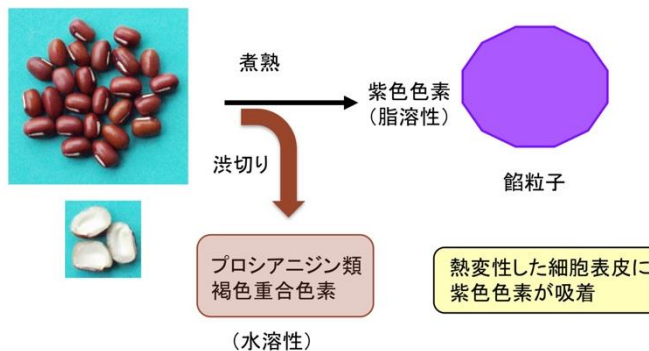 煮熟
紫色色素
(脂溶性)
渋切り
餡粒子
プロシアニジン類
褐色重合色素
(水溶性)
熱変性した細胞表皮に
紫色色素が吸着